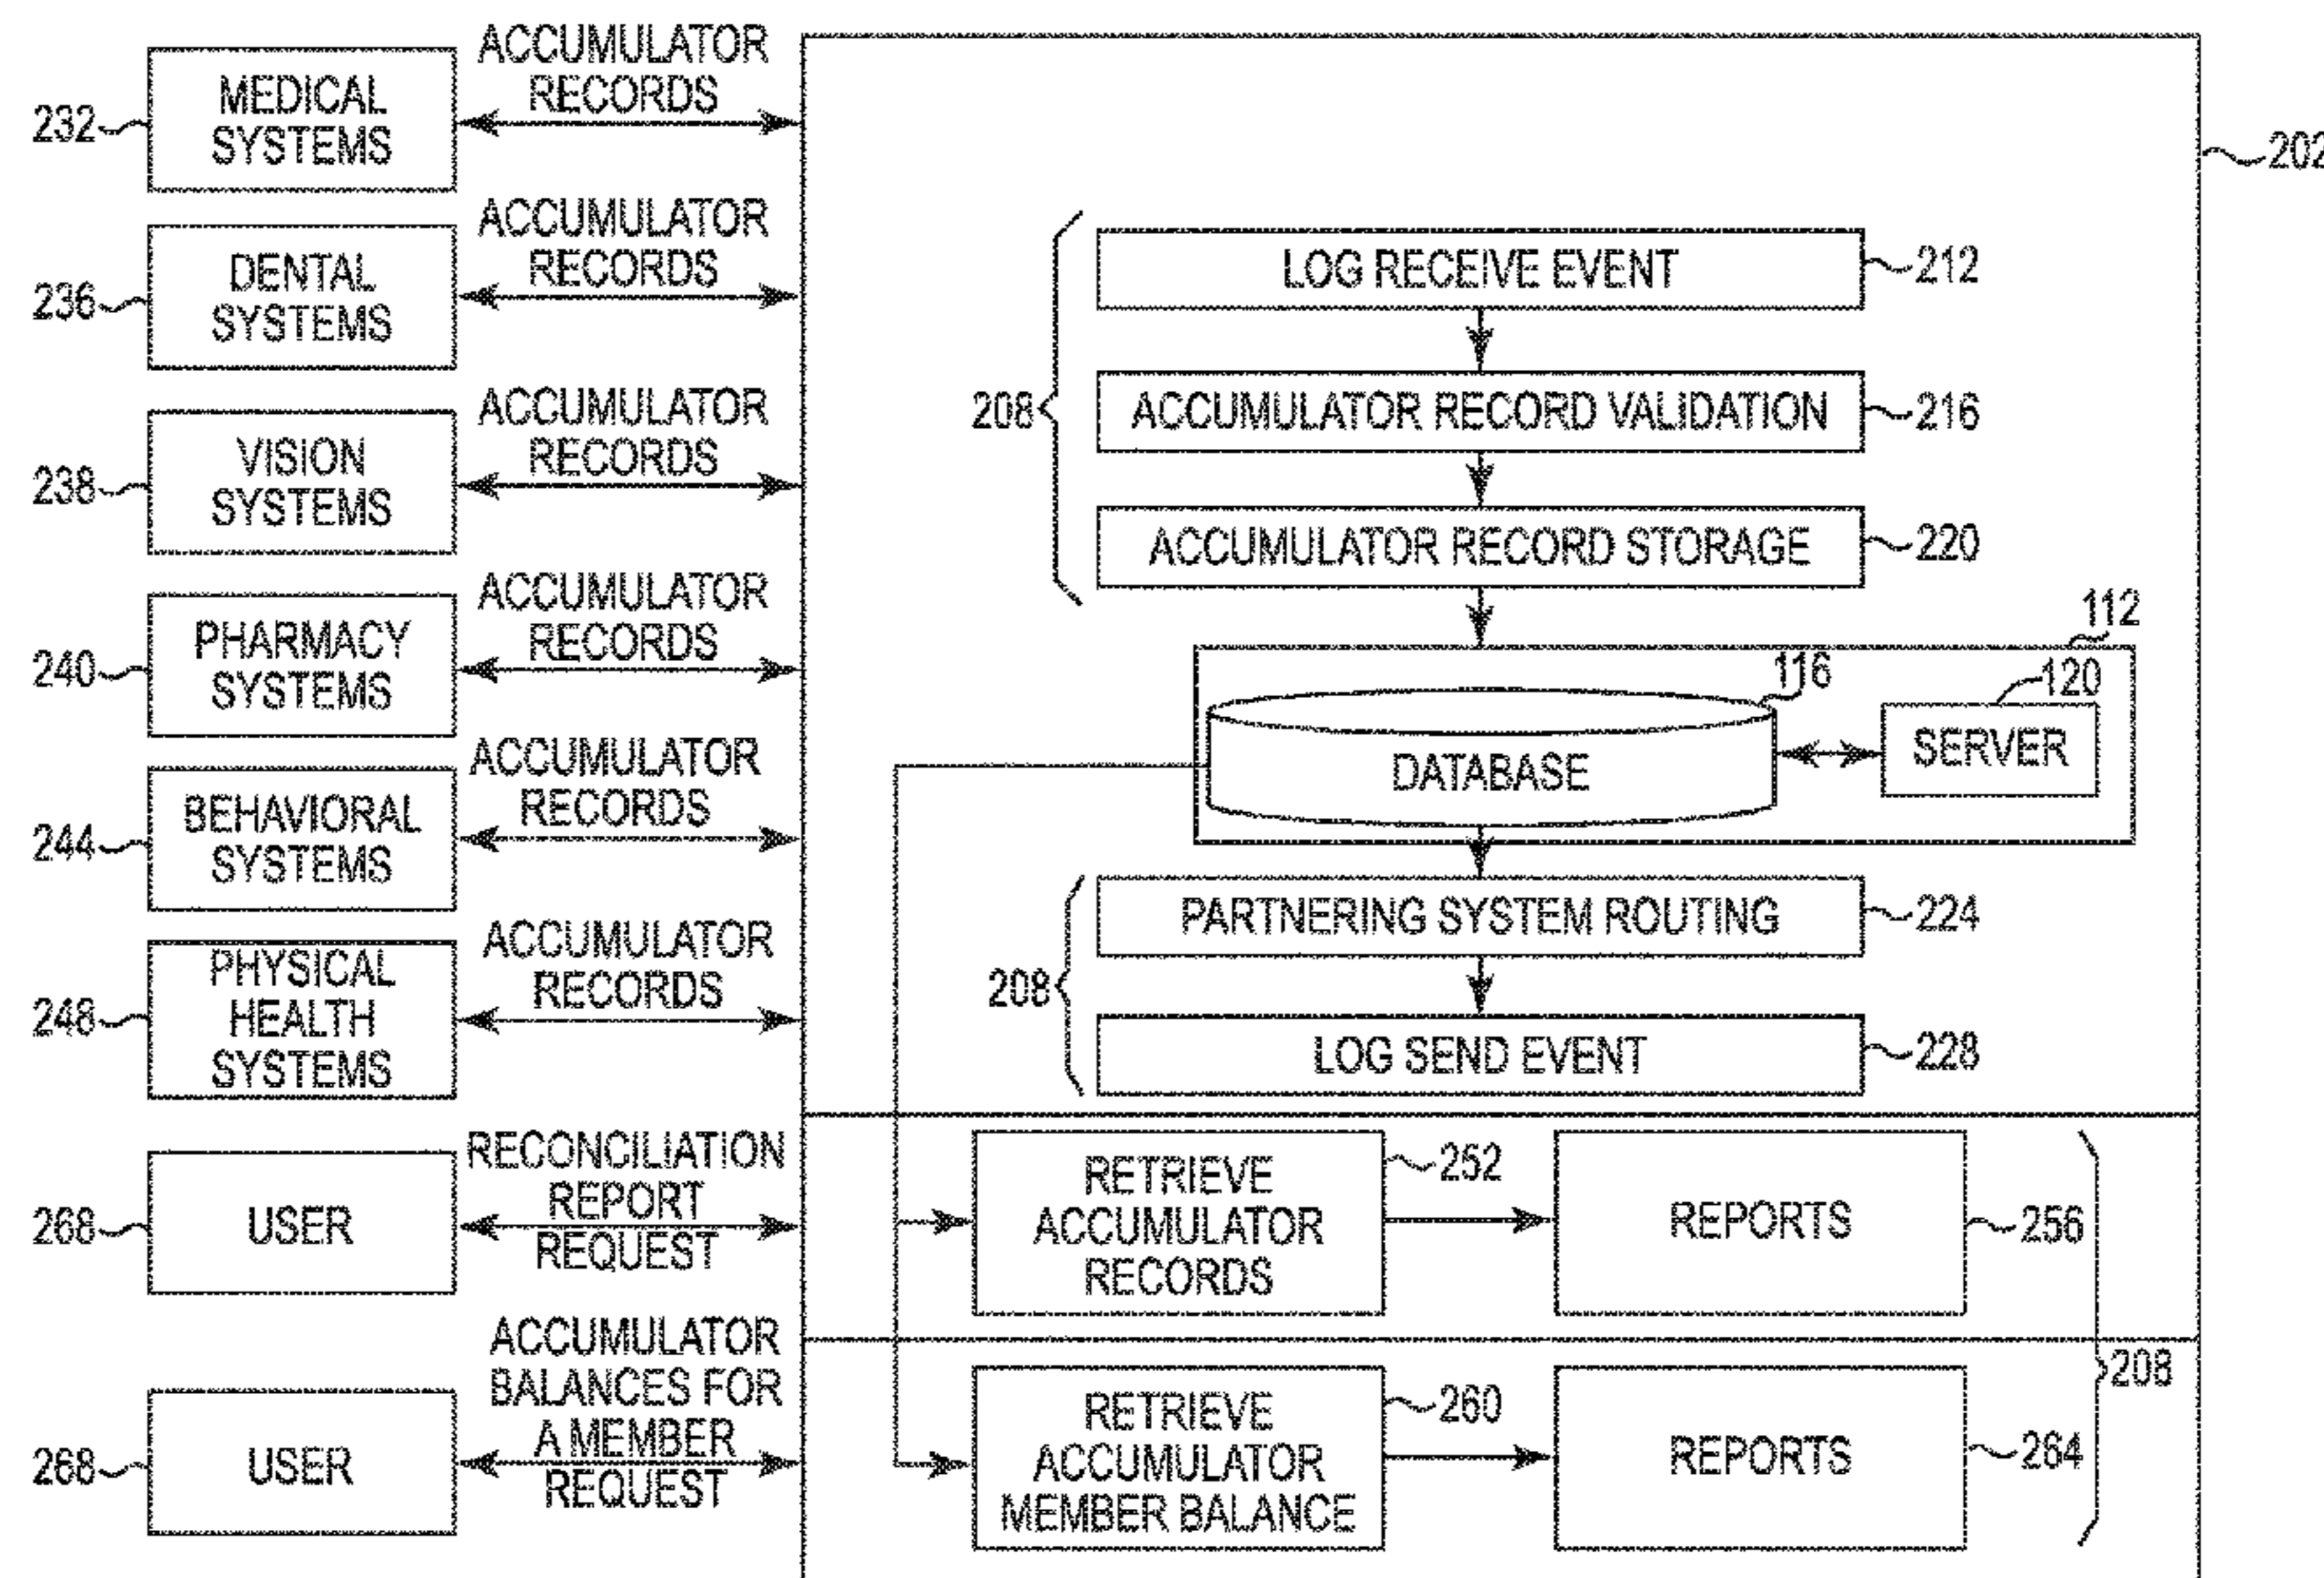 ACCUMULATOR
RECORDS
232
MEDICAL
SYSTEMS
202
ACCUMULATOR
RECORDS
236
DENTAL
SYSTEMS
ACCUMULATOR
RECORDS
238
VISION
SYSTEMS
ACCUMULATOR
RECORDS
240
PHARMACY
SYSTEMS
ACCUMULATOR
RECORDS
244
BEHAVIORAL
SYSTEMS
ACCUMULATOR
RECORDS
248
PHYSICAL
HEALTH
SYSTEMS
RECONCILIATION
REPORT
REQUEST
268
USER
ACCUMULATOR
BALANCES FOR
A MEMBER
REQUEST
268
USER
208
LOG RECEIVE EVENT
212
ACCUMULATOR RECORD VALIDATION
216
ACCUMULATOR RECORD STORAGE
220
112
116
120
DATABASE
SERVER
208
PARTNERING SYSTEM ROUTING
224
LOG SEND EVENT
228
RETRIEVE
ACCUMULATOR
RECORDS
252
REPORTS
256
208
RETRIEVE
ACCUMULATOR
MEMBER BALANCE
260
REPORTS
264